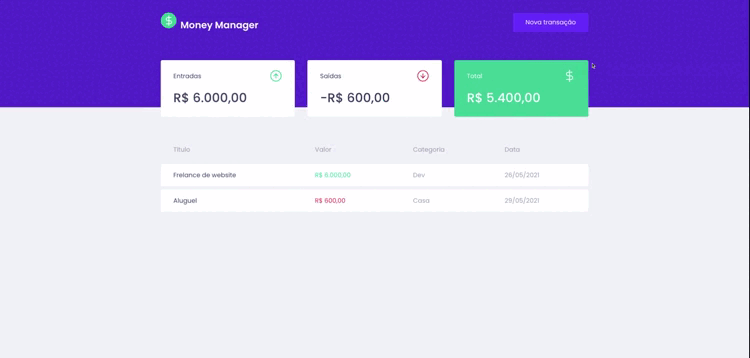 $ Money Manager
Nova transação
Entradas
R$ 6.000,00
Saídas
-R$ 600,00
Total
$
R$ 5.400,00
Título Valor Categoria Data
Frelance de website R$ 6.000,00 Dev 26/05/2021
Aluguel R$ 600,00 Casa 29/05/2021